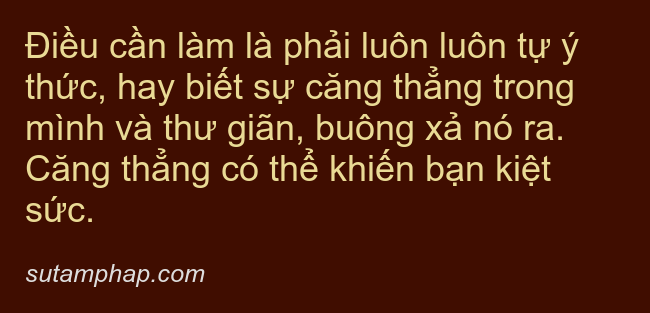 Điều cần làm là phải luôn luôn tự ý
thức, hay biết sự căng thẳng trong
mình và thư giãn, buông xả nó ra.
Căng thẳng có thể khiến bạn kiệt
sức.
sutamphap.com